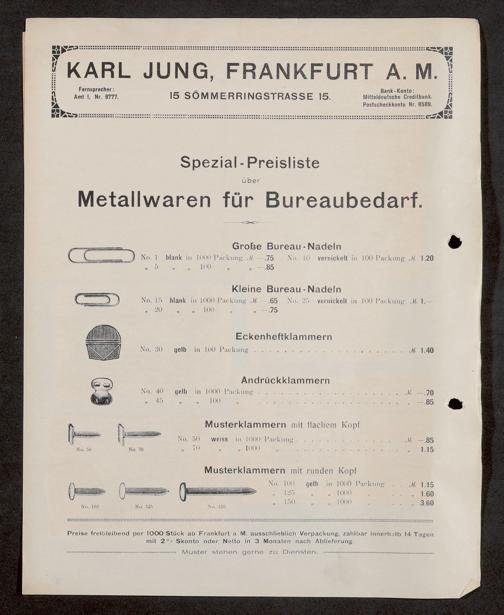 KARL JUNG, FRANKFURT A. M.
Fernsprecher:
Amt I, Nr. 9777.
15 SÖMMERRINGSTRASSE 15.
Bank-Konto:
Mitteldeutsche Creditbank.
Postscheckkonto Nr. 8589.
Spezial-Preisliste
über
Metallwaren für Bureaubedarf.
Große Bureau-Nadeln
No. 1 blank in 1000 Packung ℳ —.75 No. 10 vernickelt in 100 Packung ℳ 1.20
„ 5 „ „ 100 „ „ —.85
Kleine Bureau-Nadeln
No. 15 blank in 1000 Packung ℳ —.65 No. 25 vernickelt in 100 Packung ℳ 1.—
„ 20 „ „ 100 „ „ —.75
Eckenheftklammern
No. 30 gelb in 100 Packung ℳ 1.40
Andrückklammern
No. 40 gelb in 1000 Packung ℳ —.70
„ 45 „ „ 100 „ „ —.85
Musterklammern mit flachem Kopf
No. 50 weiss in 1000 Packung ℳ —.85
„ 70 „ „ 1000 „ „ 1.15
No. 50 No. 70
Musterklammern mit runden Kopf
No. 100 gelb in 1000 Packung ℳ 1.15
„ 125 „ „ 1000 „ „ 1.60
„ 150 „ „ 1000 „ „ 3.60
No. 100 No. 125 No. 150
Preise freibleibend per 1000 Stück ab Frankfurt a M. ausschließlich Verpackung, zahlbar innerhalb 14 Tagen
mit 2% Skonto oder Netto in 3 Monaten nach Ablieferung.
Muster stehen gerne zu Diensten.